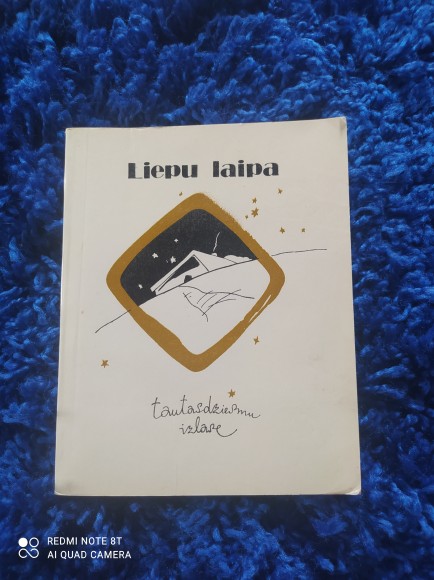 Liepu laipa
tautasdziesmu
izlase
REDMI NOTE 8T
AI QUAD CAMERA